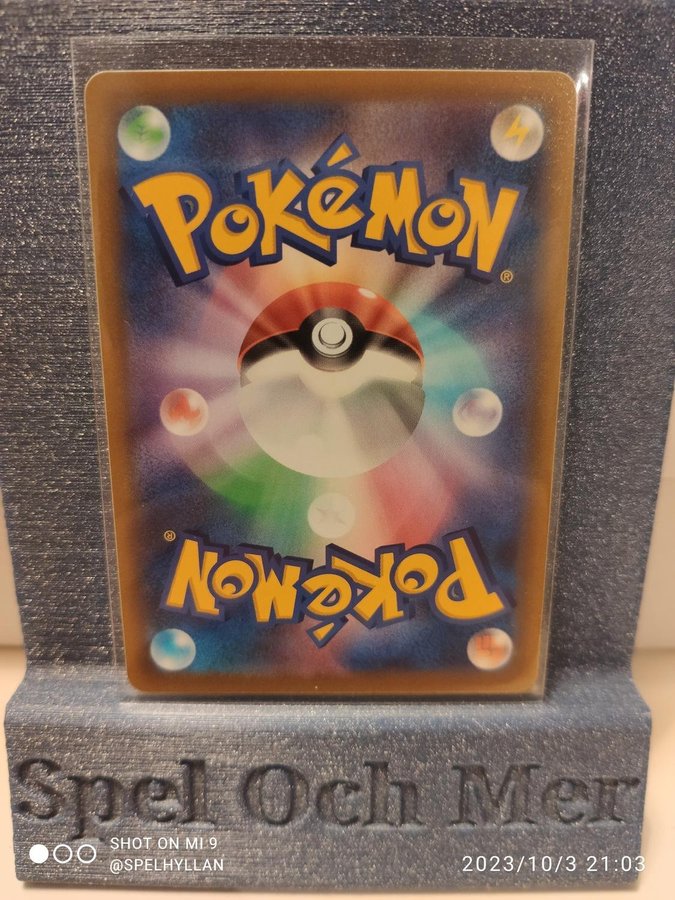 POKéMON®
POKéMON®
Spel Och Mer
SHOT ON MI 9
@SPELHYLLAN
2023/10/3 21:03